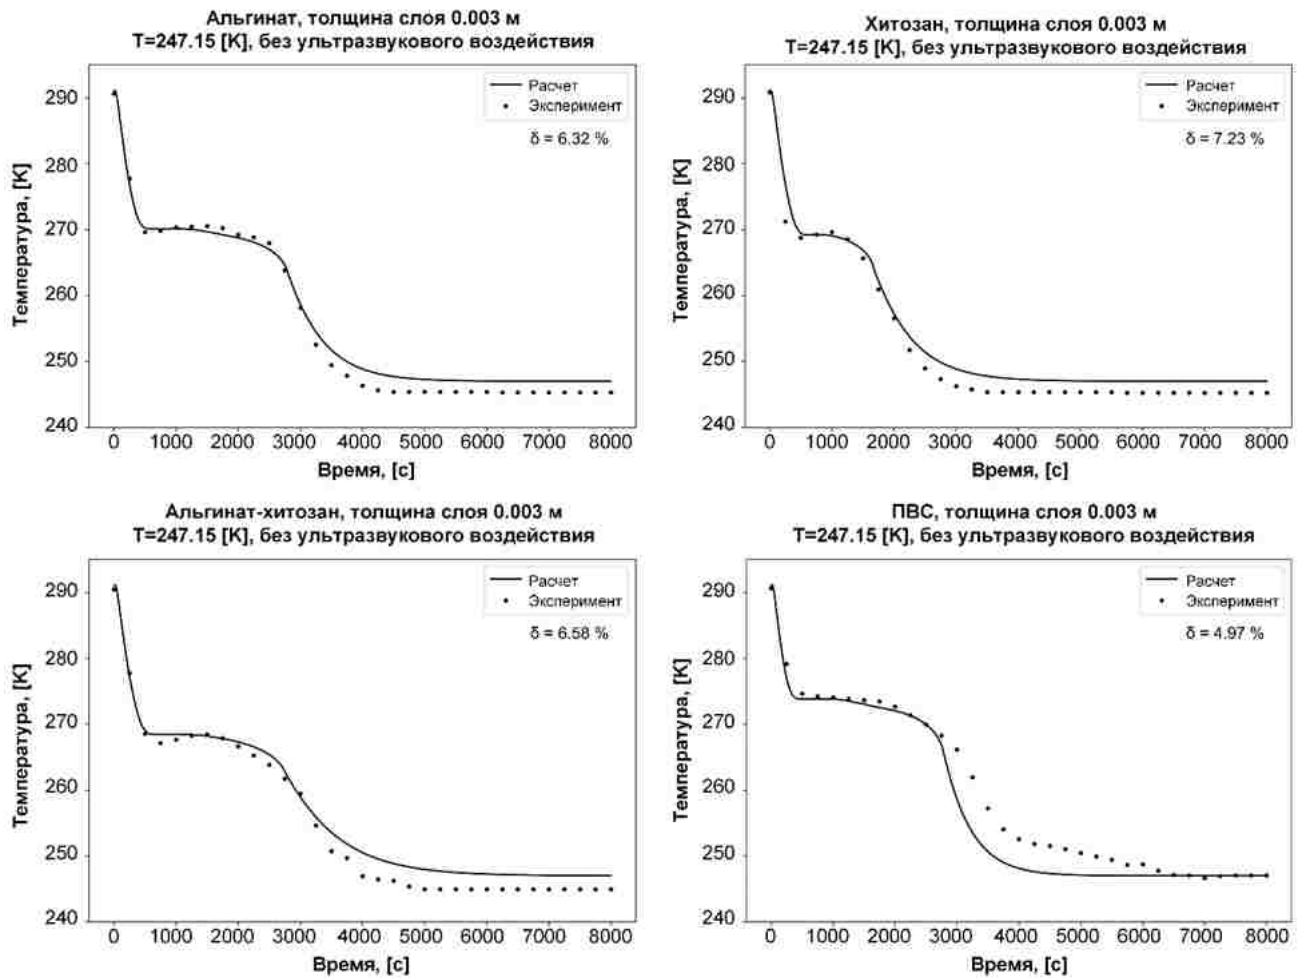 Альгинат, толщина слоя 0.003 м
T=247.15 [K], без ультразвукового воздействия
290
280
270
260
250
240
Температура, [K]
Расчет
Эксперимент
δ = 6.32 %
0 1000 2000 3000 4000 5000 6000 7000 8000
Время, [с]
Хитозан, толщина слоя 0.003 м
T=247.15 [K], без ультразвукового воздействия
290
280
270
260
250
240
Температура, [K]
Расчет
Эксперимент
δ = 7.23 %
0 1000 2000 3000 4000 5000 6000 7000 8000
Время, [с]
Альгинат-хитозан, толщина слоя 0.003 м
T=247.15 [K], без ультразвукового воздействия
290
280
270
260
250
240
Температура, [K]
Расчет
Эксперимент
δ = 6.58 %
0 1000 2000 3000 4000 5000 6000 7000 8000
Время, [с]
ПВС, толщина слоя 0.003 м
T=247.15 [K], без ультразвукового воздействия
290
280
270
260
250
240
Температура, [K]
Расчет
Эксперимент
δ = 4.97 %
0 1000 2000 3000 4000 5000 6000 7000 8000
Время, [с]